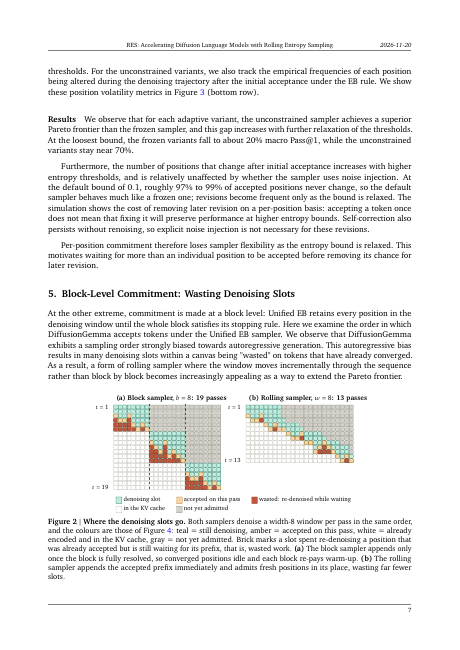 RES: Accelerating Diffusion Language Models with Rolling Entropy Sampling 2026-11-20
thresholds. For the unconstrained variants, we also track the empirical frequencies of each position
being altered during the denoising trajectory after the initial acceptance under the EB rule. We show
these position volatility metrics in Figure 3 (bottom row).
Results We observe that for each adaptive variant, the unconstrained sampler achieves a superior
Pareto frontier than the frozen sampler, and this gap increases with further relaxation of the thresholds.
At the loosest bound, the frozen variants fall to about 20% macro Pass@1, while the unconstrained
variants stay near 70%.
Furthermore, the number of positions that change after initial acceptance increases with higher
entropy thresholds, and is relatively unaffected by whether the sampler uses noise injection. At
the default bound of 0.1, roughly 97% to 99% of accepted positions never change, so the default
sampler behaves much like a frozen one; revisions become frequent only as the bound is relaxed. The
simulation shows the cost of removing later revision on a per-position basis: accepting a token once
does not mean that fixing it will preserve performance at higher entropy bounds. Self-correction also
persists without renoising, so explicit noise injection is not necessary for these revisions.
Per-position commitment therefore loses sampler flexibility as the entropy bound is relaxed. This
motivates waiting for more than an individual position to be accepted before removing its chance for
later revision.
5. Block-Level Commitment: Wasting Denoising Slots
At the other extreme, commitment is made at a block level: Unified EB retains every position in the
denoising window until the whole block satisfies its stopping rule. Here we examine the order in which
DiffusionGemma accepts tokens under the Unified EB sampler. We observe that DiffusionGemma
exhibits a sampling order strongly biased towards autoregressive generation. This autoregressive bias
results in many denoising slots within a canvas being "wasted" on tokens that have already converged.
As a result, a form of rolling sampler where the window moves incrementally through the sequence
rather than block by block becomes increasingly appealing as a way to extend the Pareto frontier.
(a) Block sampler, b = 8: 19 passes
(b) Rolling sampler, w = 8: 13 passes
t = 1
t = 19
t = 1
t = 13
denoising slot
accepted on this pass
wasted: re-denoised while waiting
in the KV cache
not yet admitted
Figure 2 | Where the denoising slots go. Both samplers denoise a width-8 window per pass in the same order,
and the colours are those of Figure 4: teal = still denoising, amber = accepted on this pass, white = already
encoded and in the KV cache, gray = not yet admitted. Brick marks a slot spent re-denoising a position that
was already accepted but is still waiting for its prefix, that is, wasted work. (a) The block sampler appends only
once the block is fully resolved, so converged positions idle and each block re-pays warm-up. (b) The rolling
sampler appends the accepted prefix immediately and admits fresh positions in its place, wasting far fewer
slots.
7